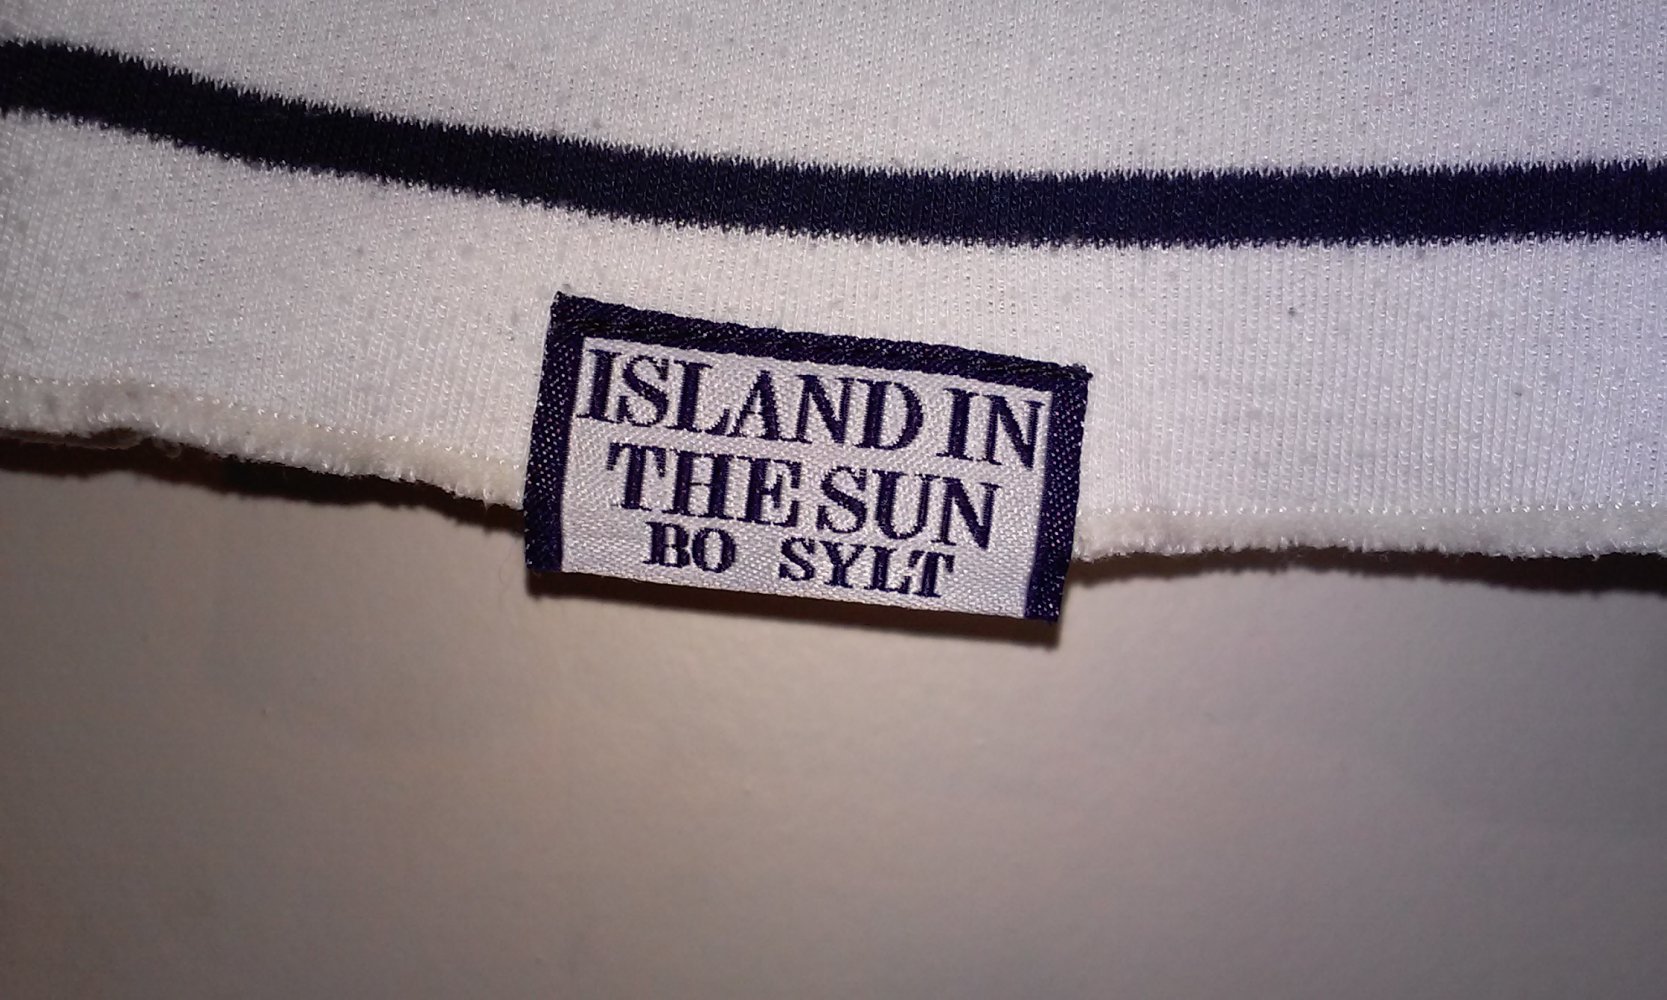 ISLAND IN
THE SUN
BO SYLT